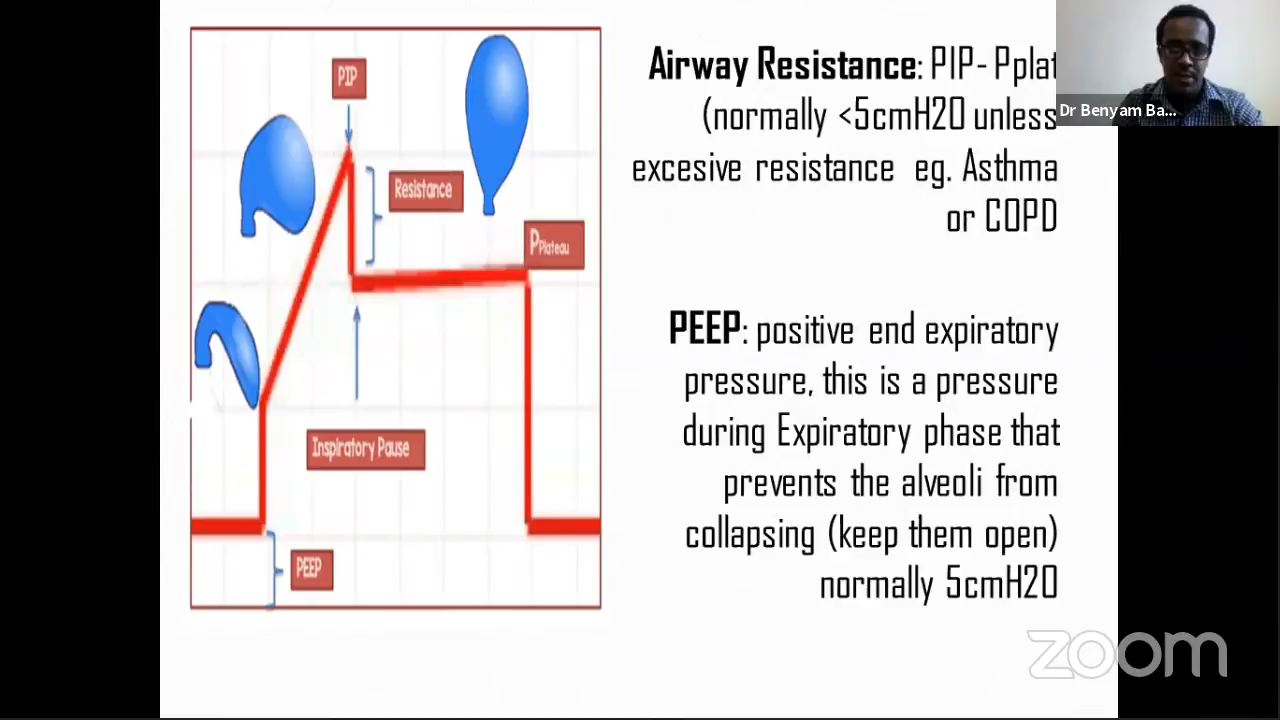 PIP
Resistance
PPlateau
Inspiratory Pause
PEEP
Airway Resistance: PIP- Pplat
(normally <5cmH2O unless
excesive resistance eg. Asthma
or COPD
PEEP: positive end expiratory
pressure, this is a pressure
during Expiratory phase that
prevents the alveoli from
collapsing (keep them open)
normally 5cmH2O
Dr Benyam Ba...
zoom